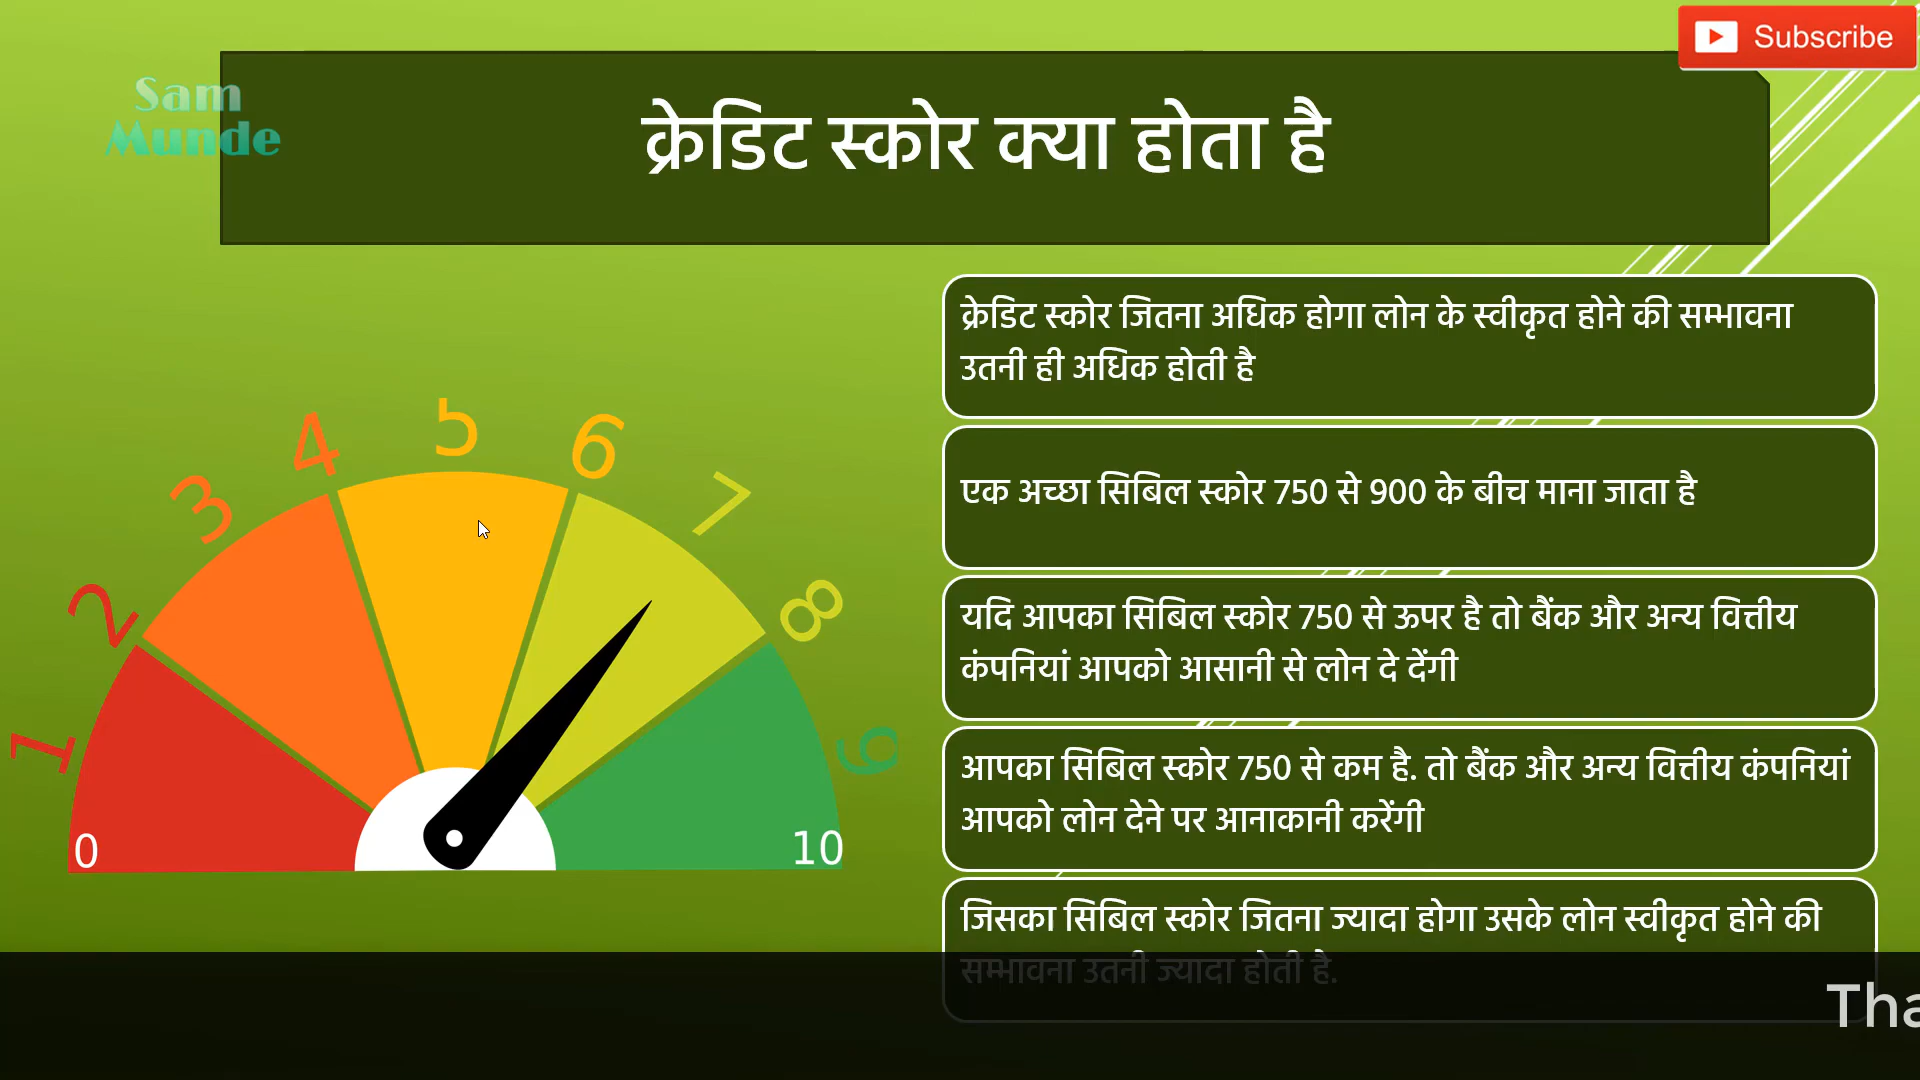 Subscribe
Sam
Munde
क्रेडिट स्कोर क्या होता है
क्रेडिट स्कोर जितना अधिक होगा लोन के स्वीकृत होने की सम्भावना
उतनी ही अधिक होती है
एक अच्छा सिबिल स्कोर 750 से 900 के बीच माना जाता है
यदि आपका सिबिल स्कोर 750 से ऊपर है तो बैंक और अन्य वित्तीय
कंपनियां आपको आसानी से लोन दे देंगी
आपका सिबिल स्कोर 750 से कम है. तो बैंक और अन्य वित्तीय कंपनियां
आपको लोन देने पर आनाकानी करेंगी
जिसका सिबिल स्कोर जितना ज्यादा होगा उसके लोन स्वीकृत होने की
सम्भावना उतनी ज्यादा होती है.
0
1
2
3
4
5
6
7
8
9
10
Tha